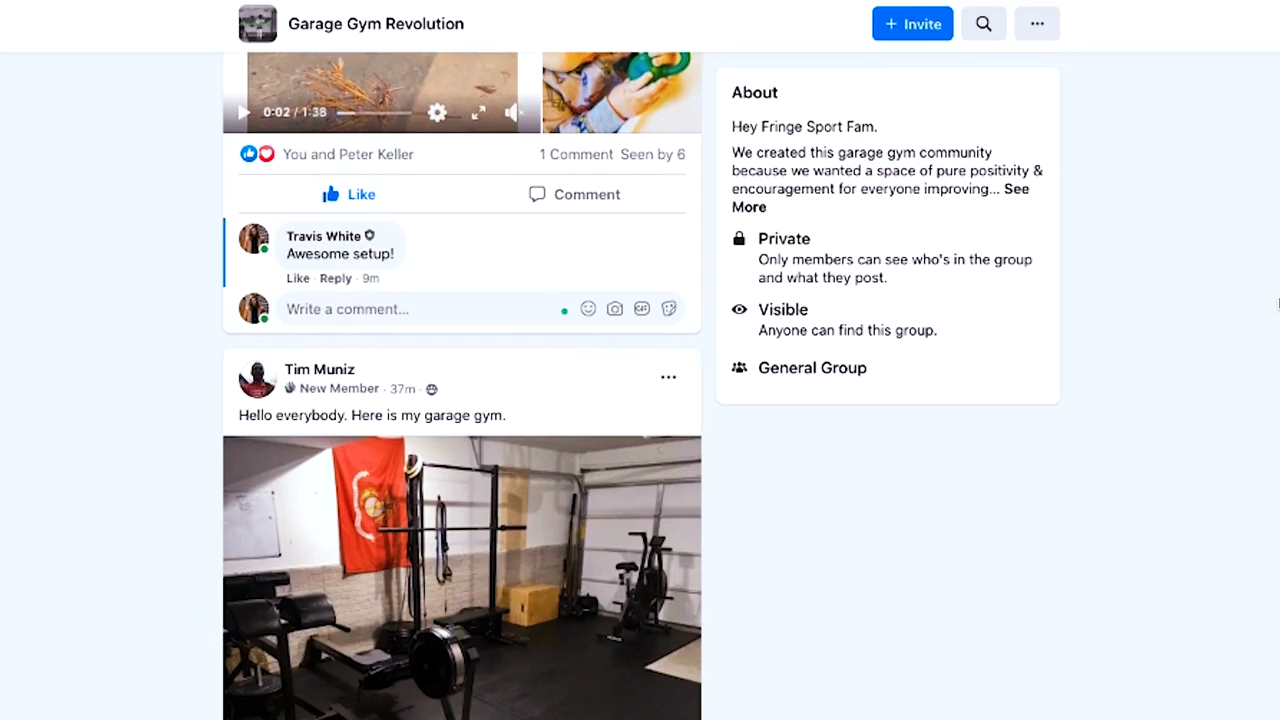 Garage Gym Revolution
+ Invite
0:02 / 1:38
You and Peter Keller
1 Comment Seen by 6
Like
Comment
Travis White
Awesome setup!
Like · Reply · 9m
Write a comment...
GIF
Tim Muniz
New Member · 37m ·
Hello everybody. Here is my garage gym.
About
Hey Fringe Sport Fam.
We created this garage gym community
because we wanted a space of pure positivity &
encouragement for everyone improving... See
More
Private
Only members can see who's in the group
and what they post.
Visible
Anyone can find this group.
General Group